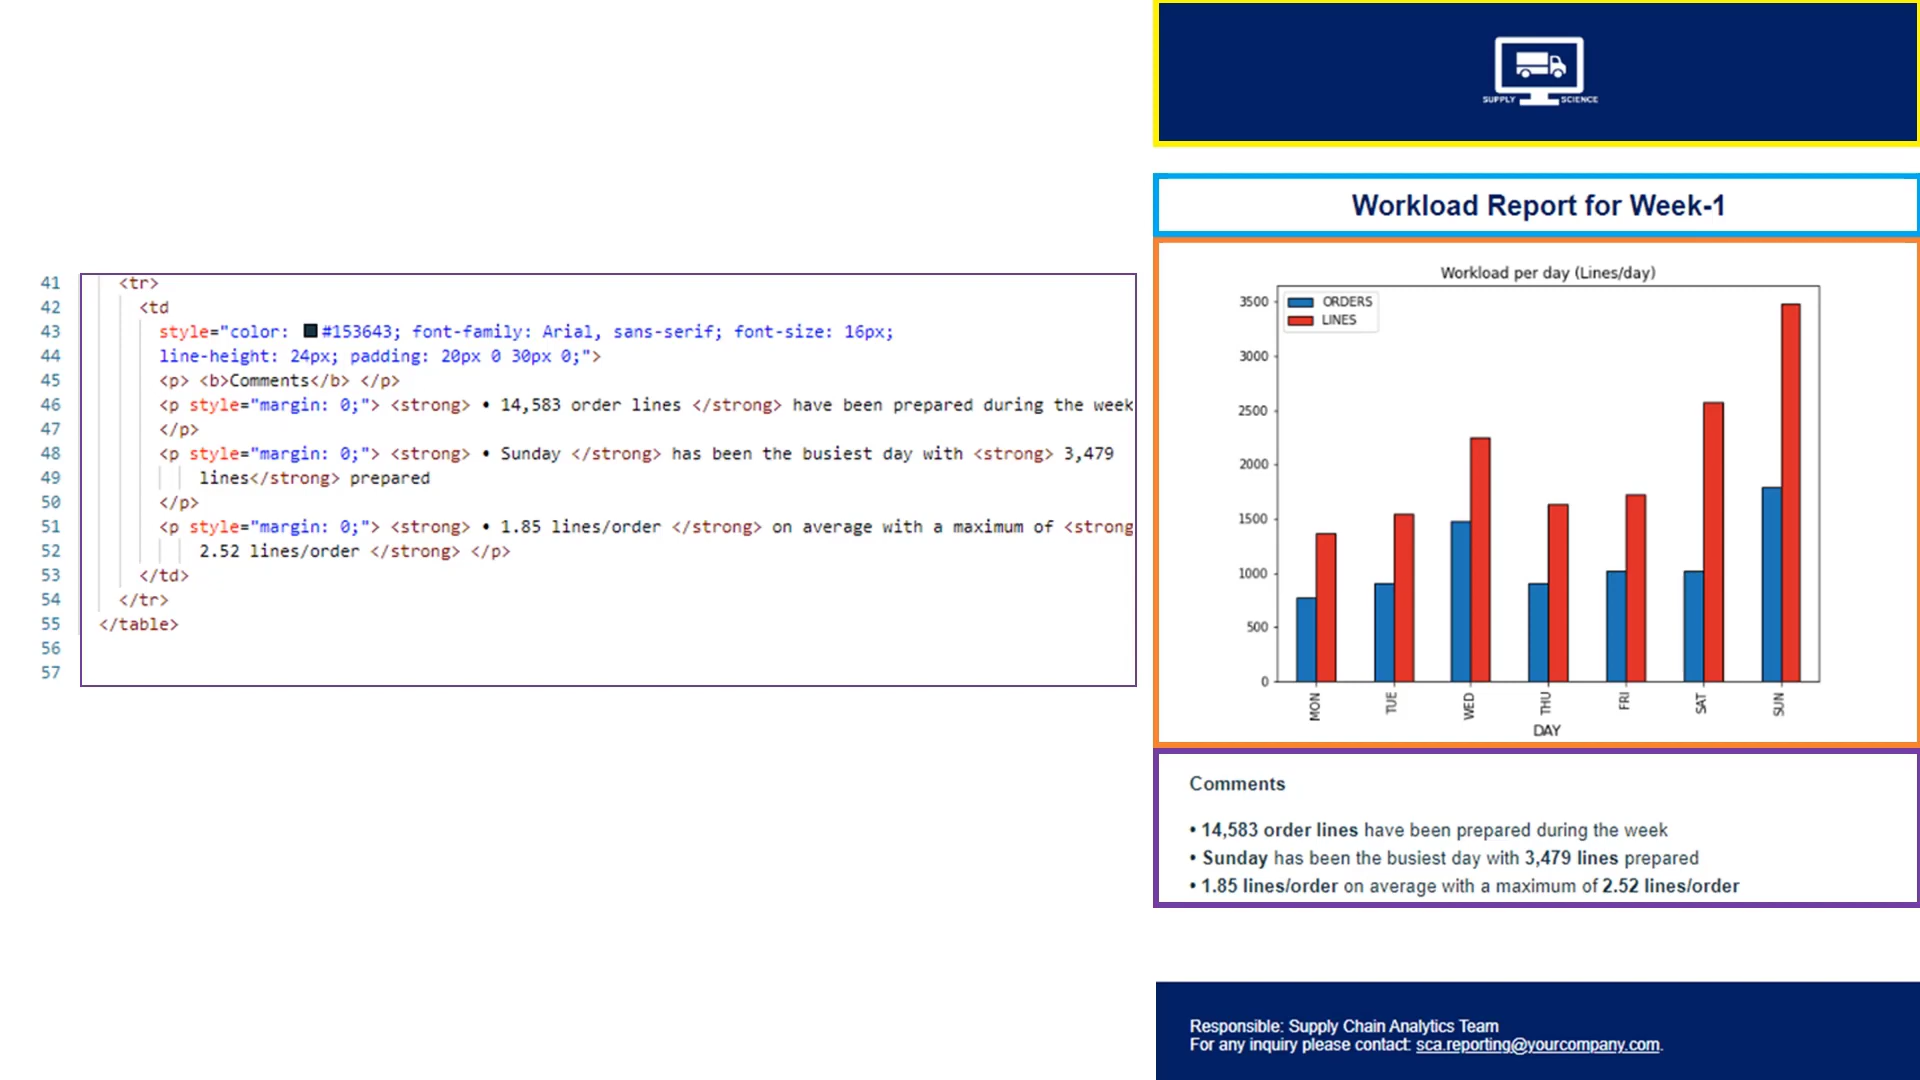 41 <tr>
42 <td
43 style="color: #153643; font-family: Arial, sans-serif; font-size: 16px;
44 line-height: 24px; padding: 20px 0 30px 0;">
45 <p> <b>Comments</b> </p>
46 <p style="margin: 0;"> <strong> • 14,583 order lines </strong> have been prepared during the week
47 </p>
48 <p style="margin: 0;"> <strong> • Sunday </strong> has been the busiest day with <strong> 3,479
49 lines</strong> prepared
50 </p>
51 <p style="margin: 0;"> <strong> • 1.85 lines/order </strong> on average with a maximum of <strong
52 2.52 lines/order </strong> </p>
53 </td>
54 </tr>
55 </table>
56
57
SUPPLY SCIENCE
Workload Report for Week-1
Workload per day (Lines/day)
ORDERS
LINES
3500
3000
2500
2000
1500
1000
500
0
MON TUE WED THU FRI SAT SUN
DAY
Comments
• 14,583 order lines have been prepared during the week
• Sunday has been the busiest day with 3,479 lines prepared
• 1.85 lines/order on average with a maximum of 2.52 lines/order
Responsible: Supply Chain Analytics Team
For any inquiry please contact: sca.reporting@yourcompany.com.